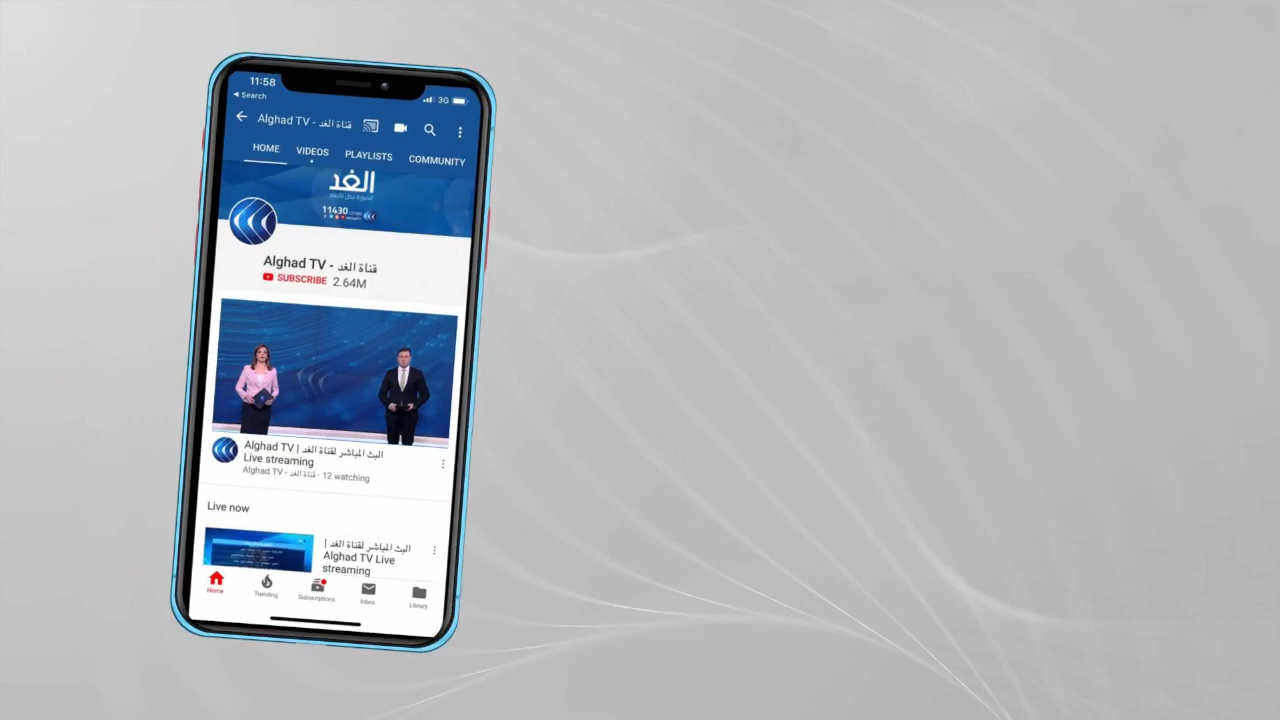 11:58
Search
3G
Alghad TV - قناة الغد
HOME VIDEOS PLAYLISTS COMMUNITY
الغد
11430
Alghad TV - قناة الغد
SUBSCRIBE 2.64M
Alghad TV | البث المباشر لقناة الغد
Live streaming
Alghad TV - قناة الغد · 12 watching
Live now
البث المباشر لقناة الغد |
Alghad TV Live
streaming
Home Trending Subscriptions Inbox Library